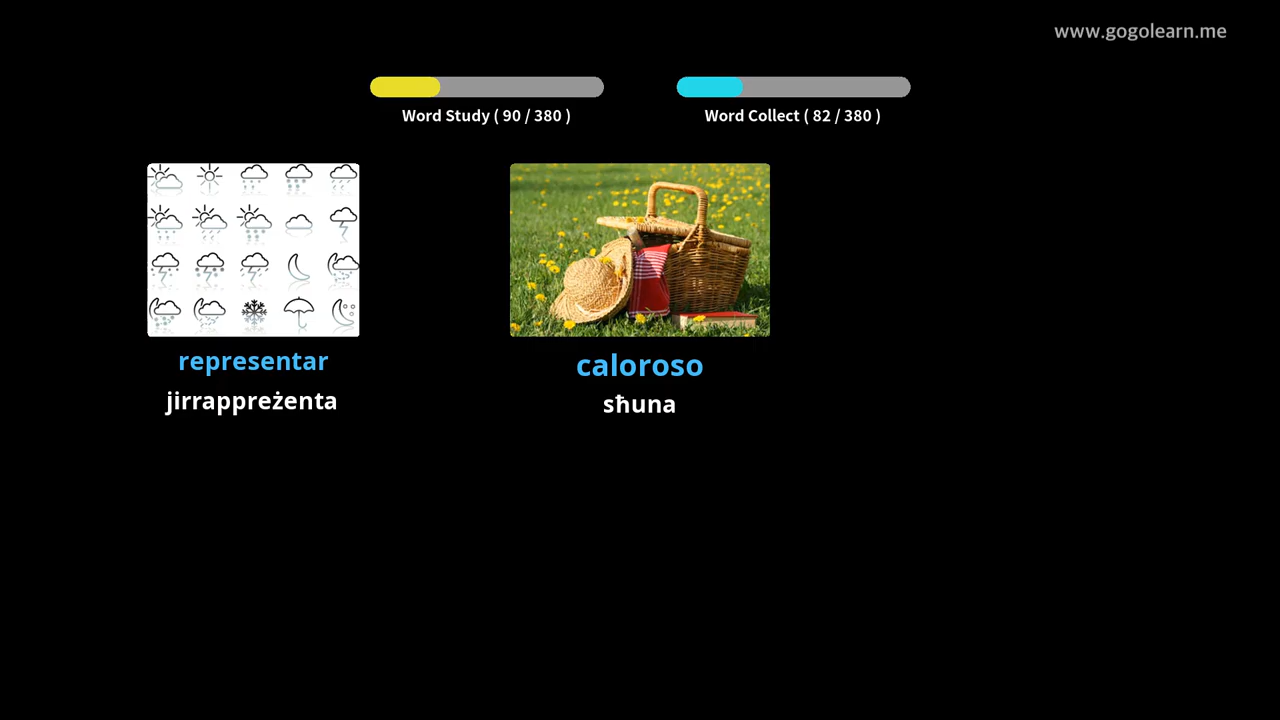 www.gogolearn.me
Word Study ( 90 / 380 )
Word Collect ( 82 / 380 )
representar
jirrappreżenta
caloroso
sħuna